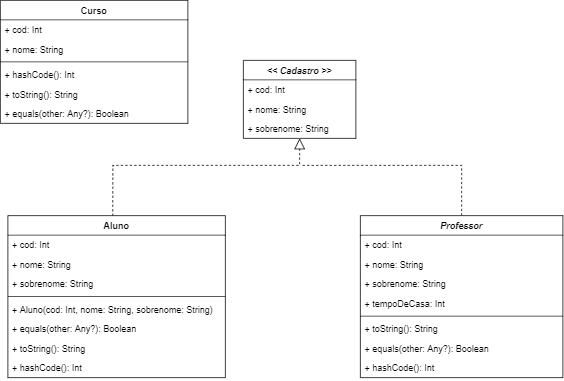 Curso
+ cod: Int
+ nome: String
+ hashCode(): Int
+ toString(): String
+ equals(other: Any?): Boolean
<< Cadastro >>
+ cod: Int
+ nome: String
+ sobrenome: String
Aluno
+ cod: Int
+ nome: String
+ sobrenome: String
+ Aluno(cod: Int, nome: String, sobrenome: String)
+ equals(other: Any?): Boolean
+ toString(): String
+ hashCode(): Int
Professor
+ cod: Int
+ nome: String
+ sobrenome: String
+ tempoDeCasa: Int
+ toString(): String
+ equals(other: Any?): Boolean
+ hashCode(): Int